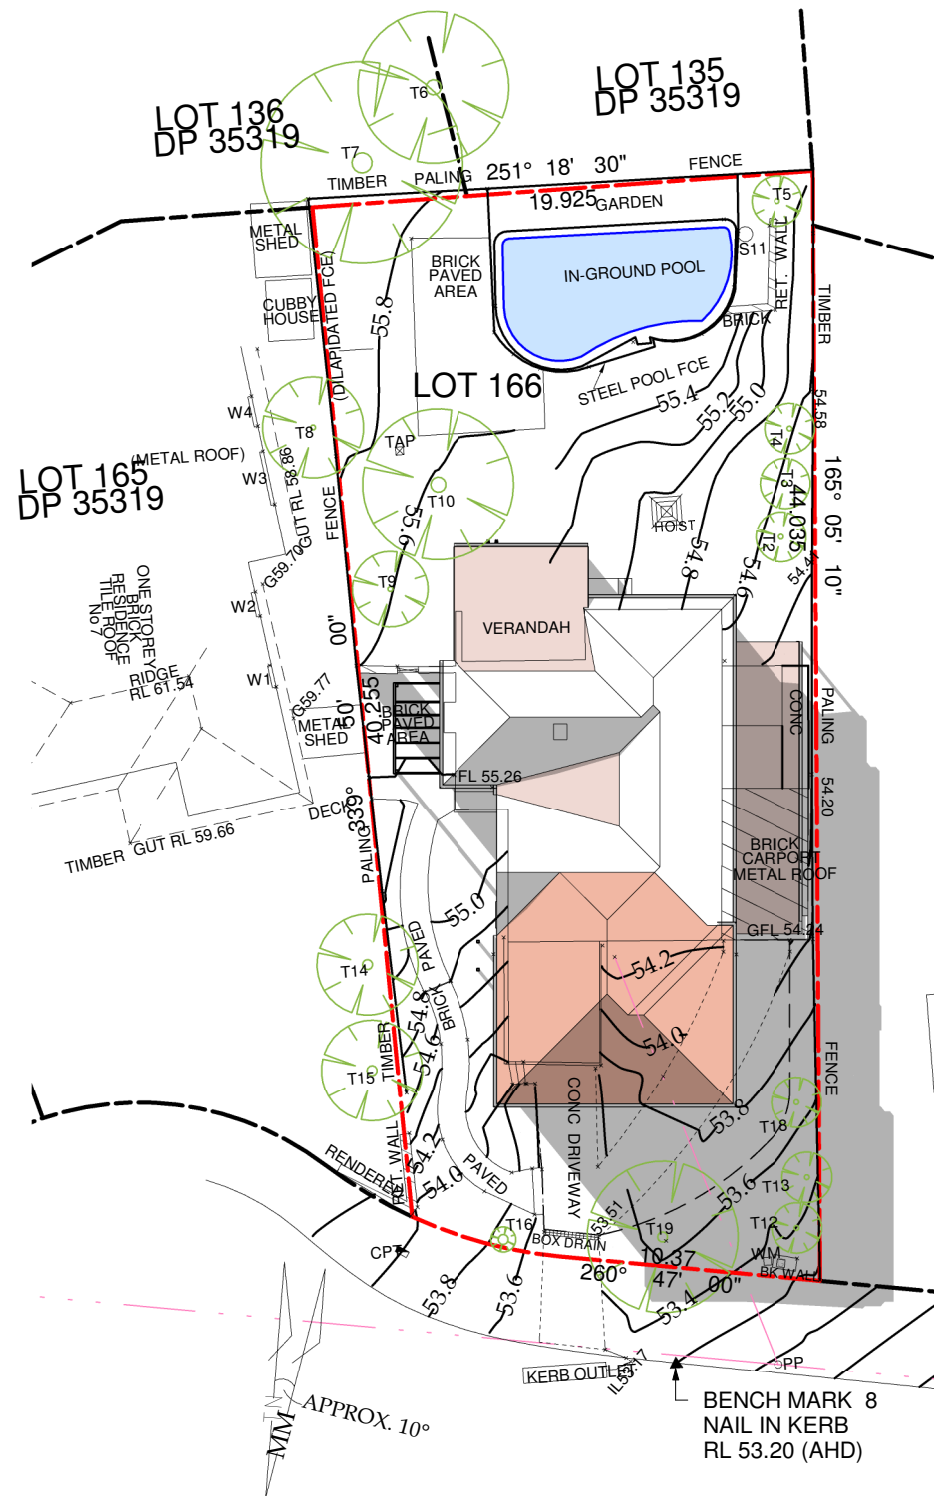 LOT 136
DP 35319
LOT 135
DP 35319
T6
T7
TIMBER
PALING
251° 18' 30"
FENCE
19.925
GARDEN
T5
METAL
SHED
BRICK
PAVED
AREA
IN-GROUND POOL
S11
RET. WALL
CUBBY
HOUSE
(DILAPIDATED FCE)
55.8
BRICK
TIMBER
STEEL POOL FCE
LOT 166
55.4
55.2
55.0
54.58
W4
T8
TAP
T4
LOT 165
DP 35319
(METAL ROOF)
W3
GUT RL 58.86
FENCE
T10
T3
44.035
165° 05' 10"
HOIST
T2
55.6
54.8
54.6
G59.70
T9
ONE STOREY
BRICK
RESIDENCE
TILE ROOF
No 7
W2
VERANDAH
RIDGE
RL 61.54
W1
G59.77
METAL
SHED
339° 50' 00"
40.255
BRICK
PAVED
AREA
CONC
PALING
FL 55.26
DECK
54.20
TIMBER
GUT RL 59.66
PALING
BRICK
CARPORT
METAL ROOF
55.0
GFL 54.24
PAVED
BRICK
T14
54.2
54.8
54.6
54.0
TIMBER
T15
FENCE
CONC DRIVEWAY
53.8
T18
RET. WALL
54.2
RENDERED
54.0
PAVED
53.6
T13
T16
53.51
T19
T12
BOX DRAIN
CPT
10.37
260° 47' 00"
WM
BK WALL
53.8
53.6
53.4
KERB OUTLET
IL53.17
PP
APPROX. 10°
MM
BENCH MARK 8
NAIL IN KERB
RL 53.20 (AHD)